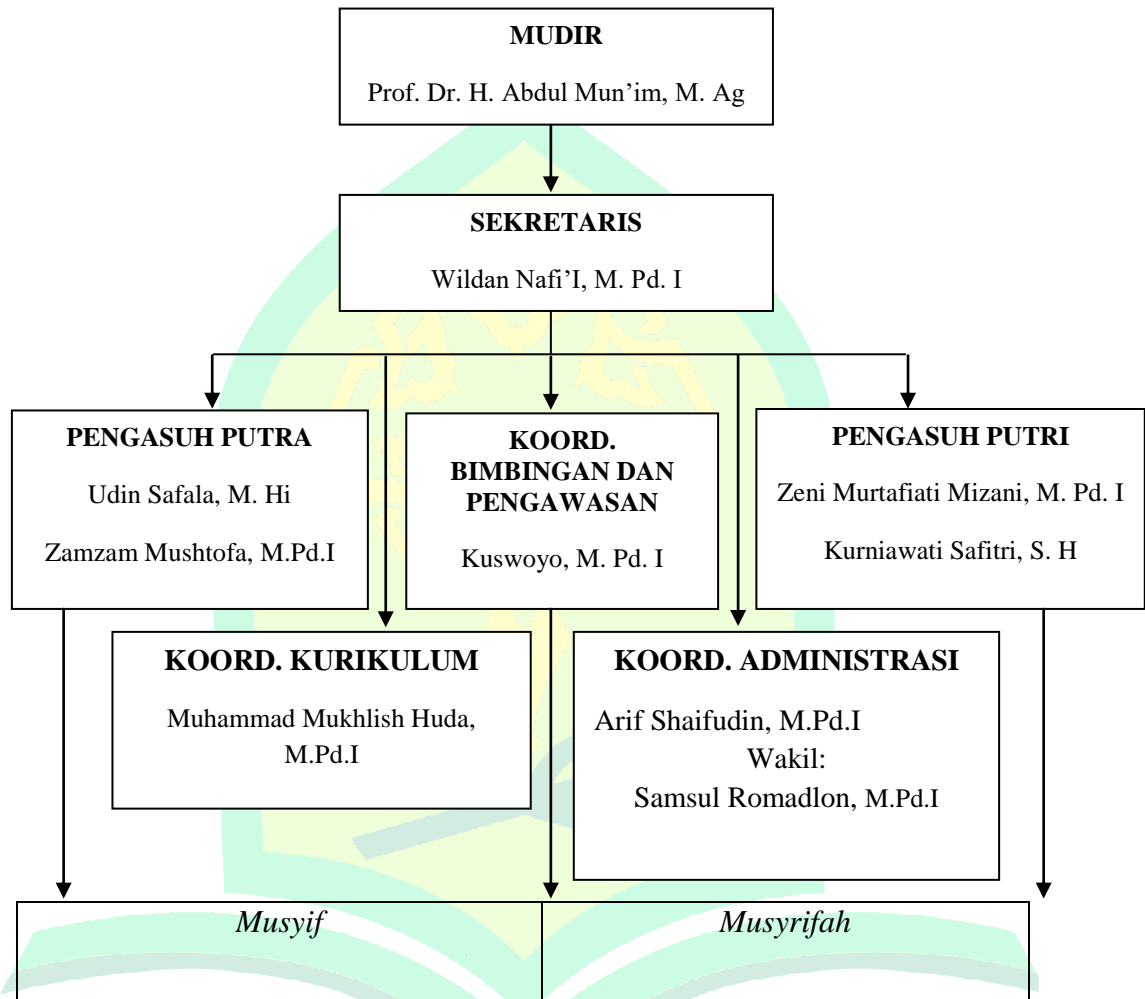 MUDIR
Prof. Dr. H. Abdul Mun’im, M. Ag
SEKRETARIS
Wildan Nafi’I, M. Pd. I
PENGASUH PUTRA
Udin Safala, M. Hi
Zamzam Mushtofa, M.Pd.I
KOORD.
BIMBINGAN DAN
PENGAWASAN
Kuswoyo, M. Pd. I
PENGASUH PUTRI
Zeni Murtafiati Mizani, M. Pd. I
Kurniawati Safitri, S. H
KOORD. KURIKULUM
Muhammad Mukhlish Huda,
M.Pd.I
KOORD. ADMINISTRASI
Arif Shaifudin, M.Pd.I
Wakil:
Samsul Romadlon, M.Pd.I
Musyif
Musyrifah